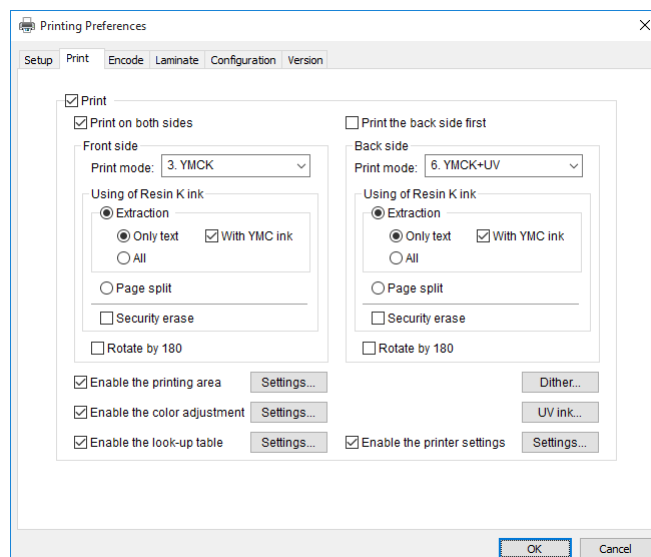 Printing Preferences
Setup Print Encode Laminate Configuration Version
Print
Print on both sides Print the back side first
Front side Back side
Print mode: 3. YMCK Print mode: 6. YMCK+UV
Using of Resin K ink Using of Resin K ink
Extraction Extraction
Only text With YMC ink Only text With YMC ink
All All
Page split Page split
Security erase Security erase
Rotate by 180 Rotate by 180
Enable the printing area Settings... Dither...
Enable the color adjustment Settings... UV ink...
Enable the look-up table Settings... Enable the printer settings Settings...
OK Cancel